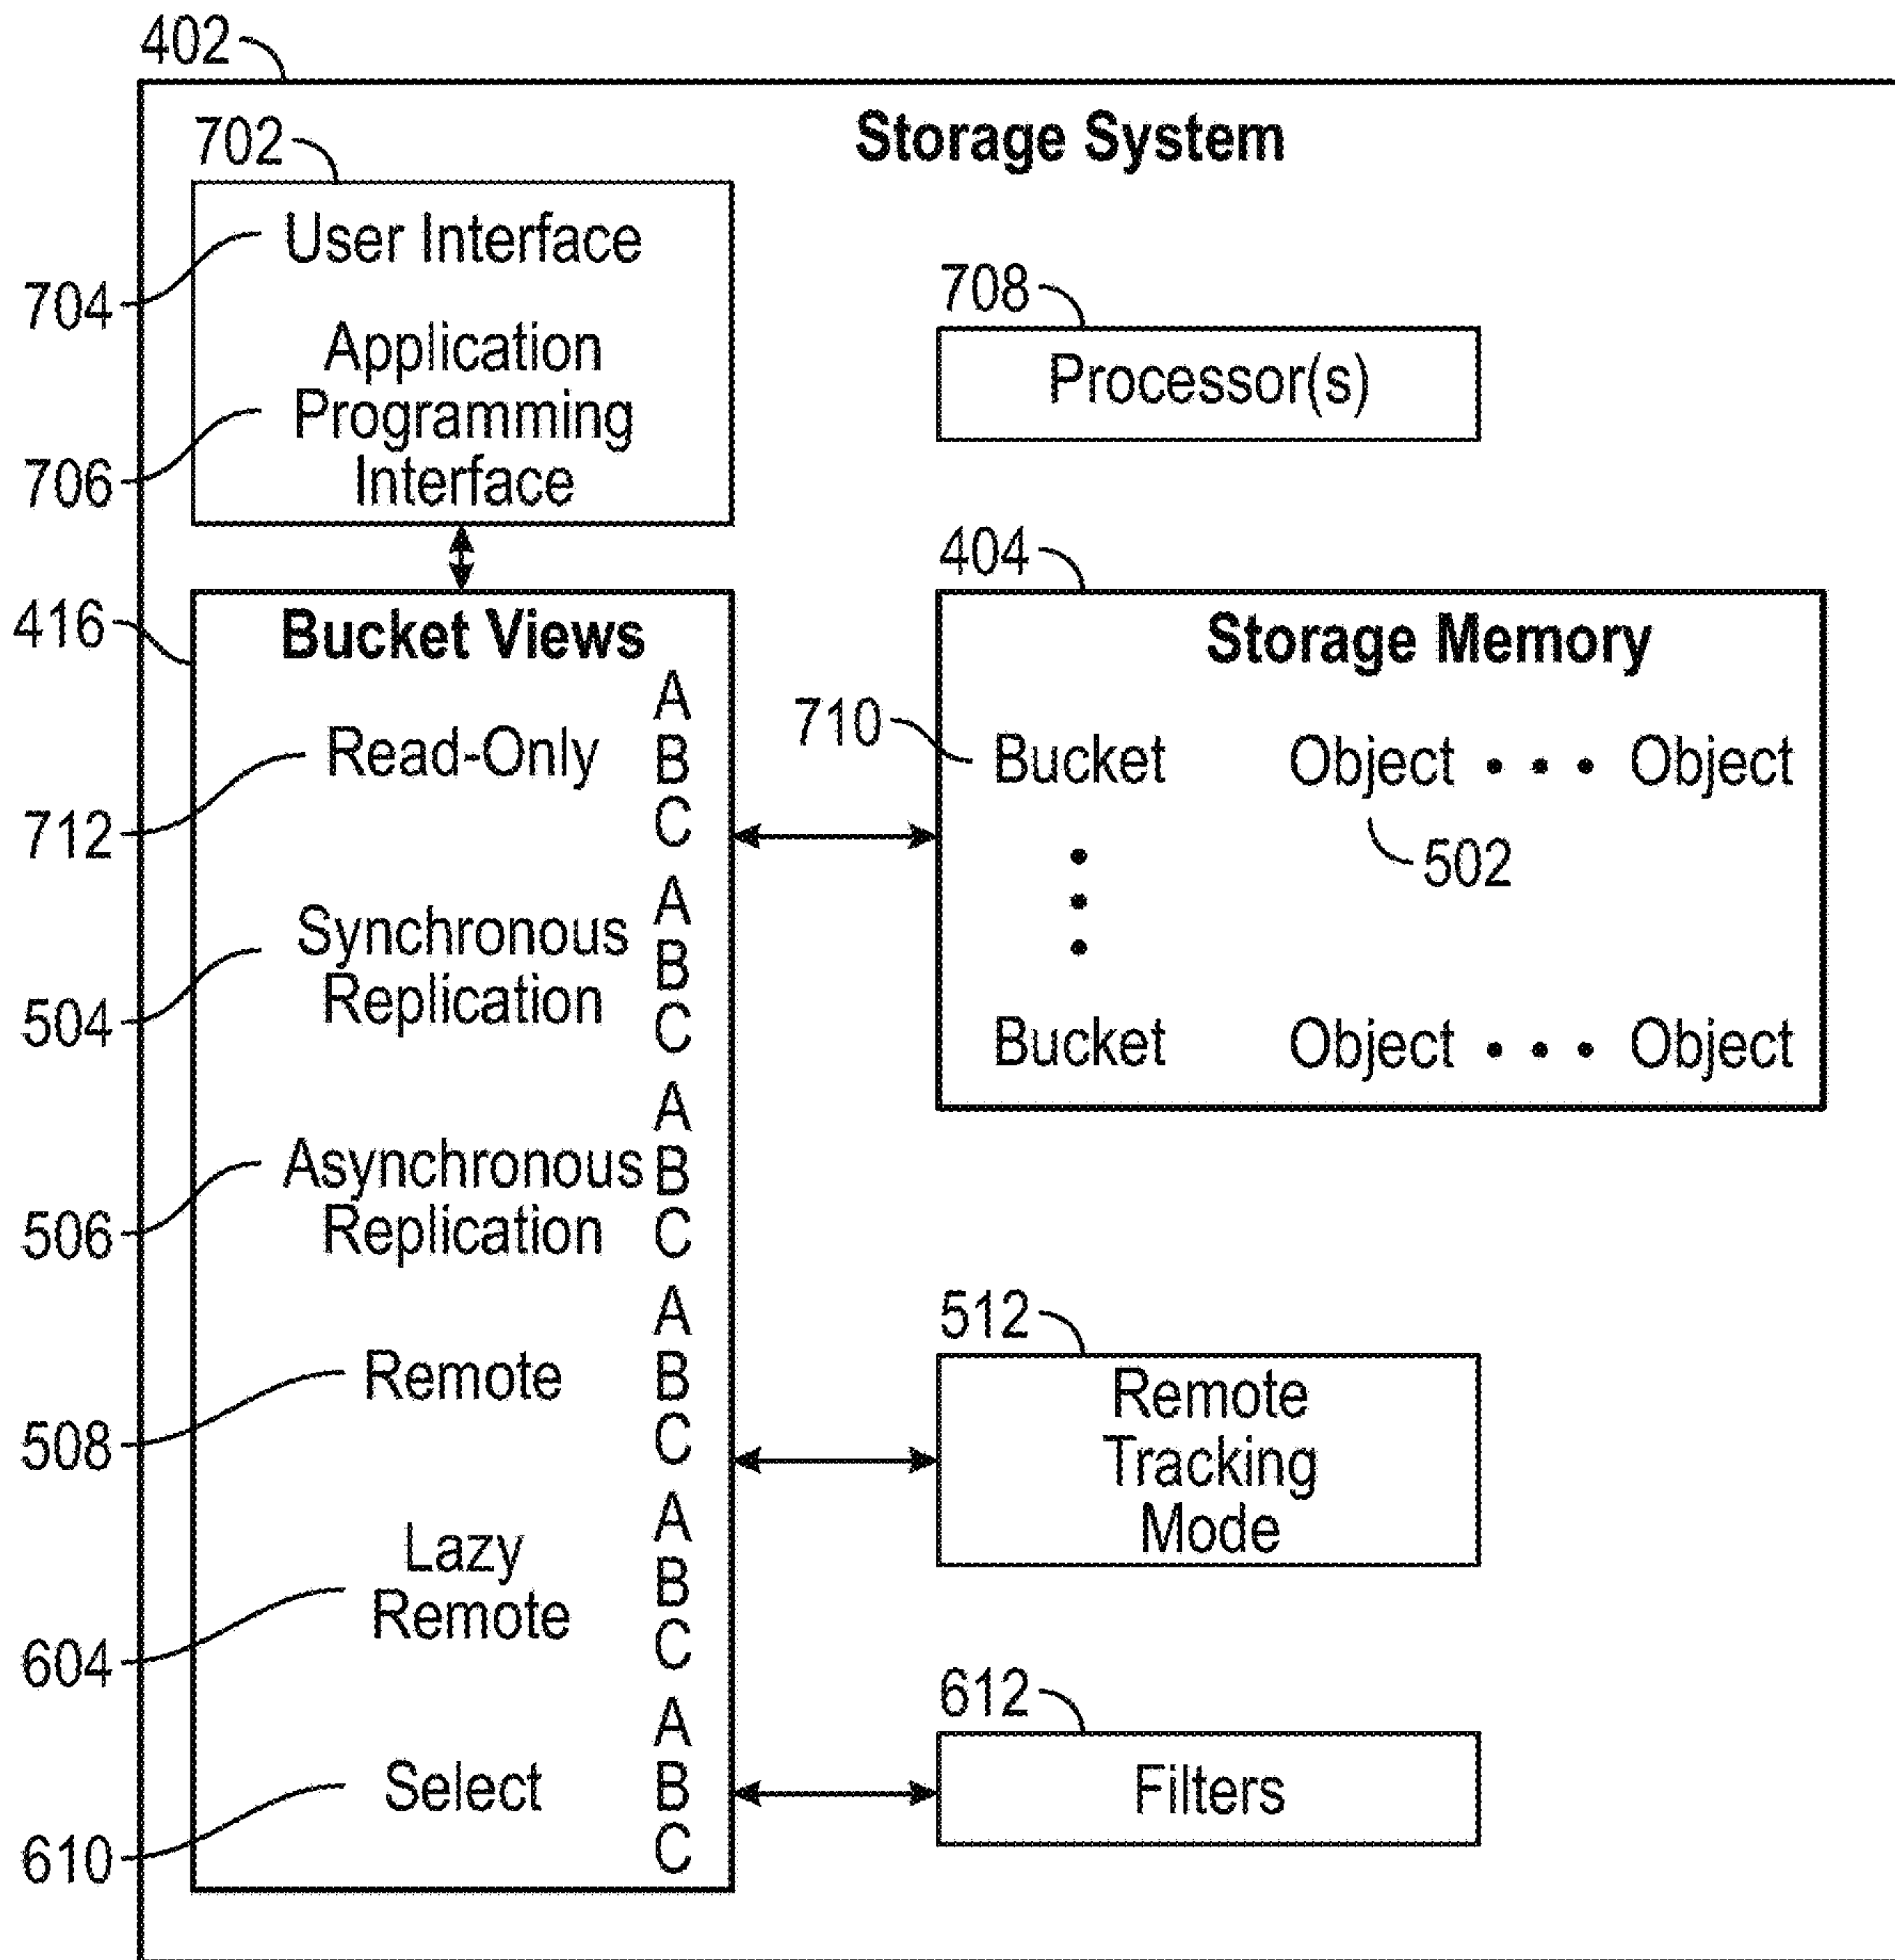 402
Storage System
702
User Interface
704
Application
Programming
Interface
706
708
Processor(s)
416
Bucket Views
A
Read-Only B
C
712
A
Synchronous
Replication B
C
504
A
Asynchronous B
Replication C
506
A
Remote B
C
508
A
Lazy
Remote B
C
604
A
Select B
C
610
404
Storage Memory
710
Bucket Object • • • Object
502
•
•
•
Bucket Object • • • Object
512
Remote
Tracking
Mode
612
Filters